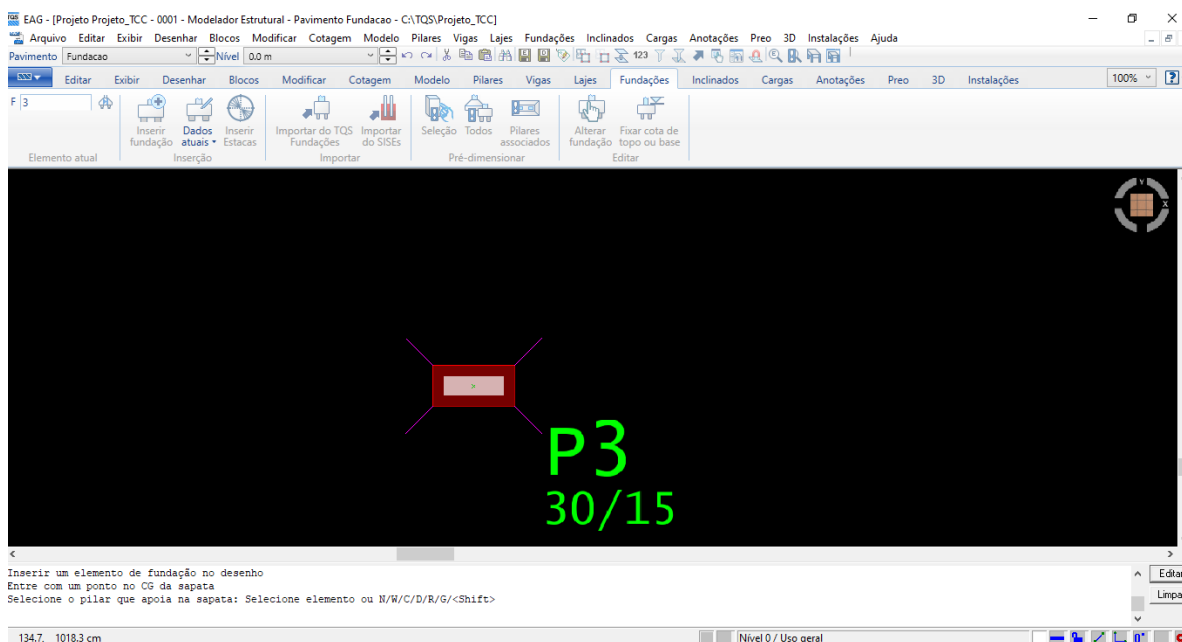 TQS EAG - [Projeto Projeto_TCC - 0001 - Modelador Estrutural - Pavimento Fundacao - C:\TQS\Projeto_TCC]
Arquivo Editar Exibir Desenhar Blocos Modificar Cotagem Modelo Pilares Vigas Lajes Fundações Inclinados Cargas Anotações Preo 3D Instalações Ajuda
Pavimento Fundacao Nível 0.0 m 123
Editar Exibir Desenhar Blocos Modificar Cotagem Modelo Pilares Vigas Lajes Fundações Inclinados Cargas Anotações Preo 3D Instalações 100% ?
F 3
Inserir fundação Dados atuais Inserir Estacas Importar do TQS Fundações Importar do SISEs Seleção Todos Pilares associados Alterar fundação Fixar cota de topo ou base
Elemento atual Inserção Importar Pré-dimensionar Editar
Y
X
>
P3
30/15
Inserir um elemento de fundação no desenho
Entre com um ponto no CG da sapata
Selecione o pilar que apoia na sapata: Selecione elemento ou N/W/C/D/R/G/<Shift>
Editar
Limpa
134.7, 1018.3 cm Nível 0 / Uso geral 0°